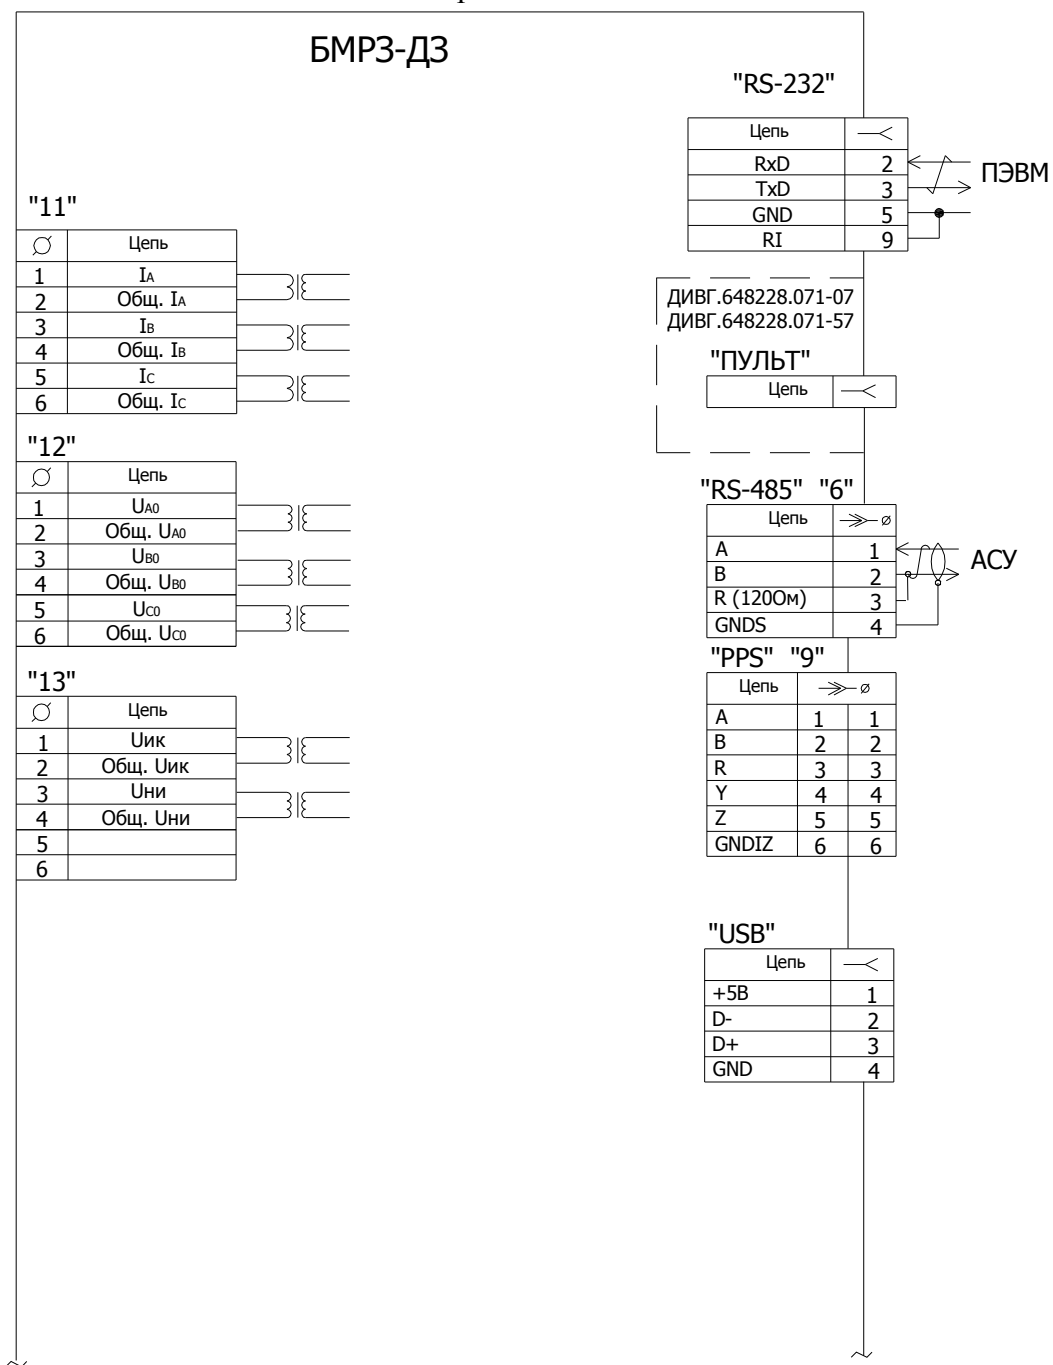 БМРЗ-ДЗ
"11"
Цепь
1 IA
2 Общ. IA
3 IB
4 Общ. IB
5 IC
6 Общ. IC
"12"
Цепь
1 UA0
2 Общ. UA0
3 UB0
4 Общ. UB0
5 UC0
6 Общ. UC0
"13"
Цепь
1 Uик
2 Общ. Uик
3 Uни
4 Общ. Uни
5
6
"RS-232"
Цепь
RxD 2
TxD 3
GND 5
RI 9
ПЭВМ
ДИВГ.648228.071-07
ДИВГ.648228.071-57
"ПУЛЬТ"
Цепь
"RS-485" "6"
Цепь
A 1
B 2
R (120Ом) 3
GNDS 4
АСУ
"PPS" "9"
Цепь
A 1 1
B 2 2
R 3 3
Y 4 4
Z 5 5
GNDIZ 6 6
"USB"
Цепь
+5В 1
D- 2
D+ 3
GND 4